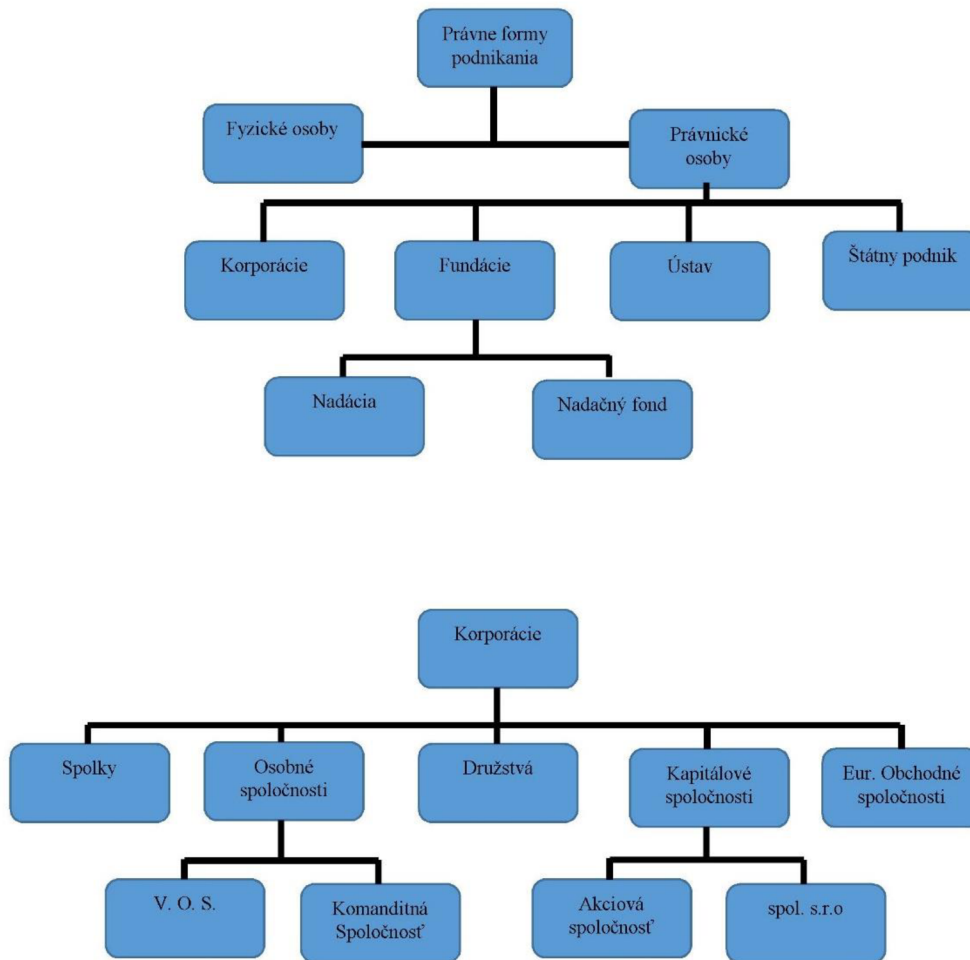 Právne formy
podnikania
Fyzické osoby
Právnické
osoby
Korporácie
Fundácie
Ústav
Štátny podnik
Nadácia
Nadačný fond
Korporácie
Spolky
Osobné
spoločnosti
Družstvá
Kapitálové
spoločnosti
Eur. Obchodné
spoločnosti
V. O. S.
Komanditná
Spoločnosť
Akciová
spoločnosť
spol. s.r.o